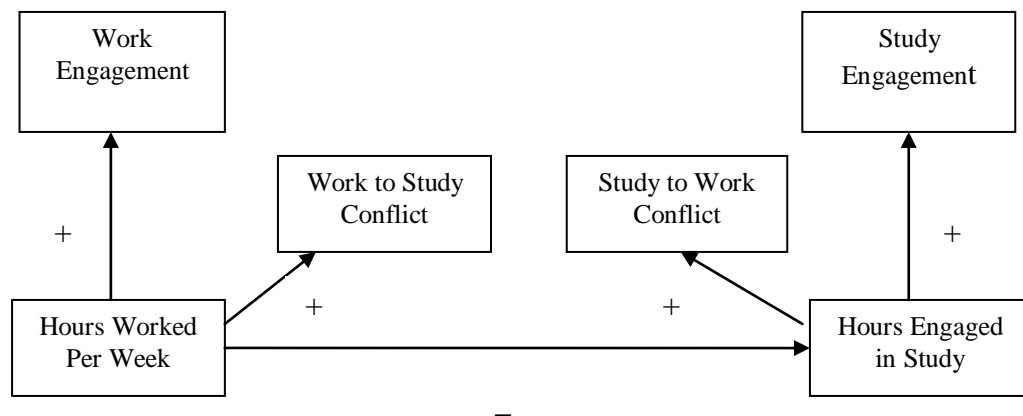 Work
Engagement
Study
Engagement
Work to Study
Conflict
Study to Work
Conflict
+
+
+
+
Hours Worked
Per Week
Hours Engaged
in Study
–